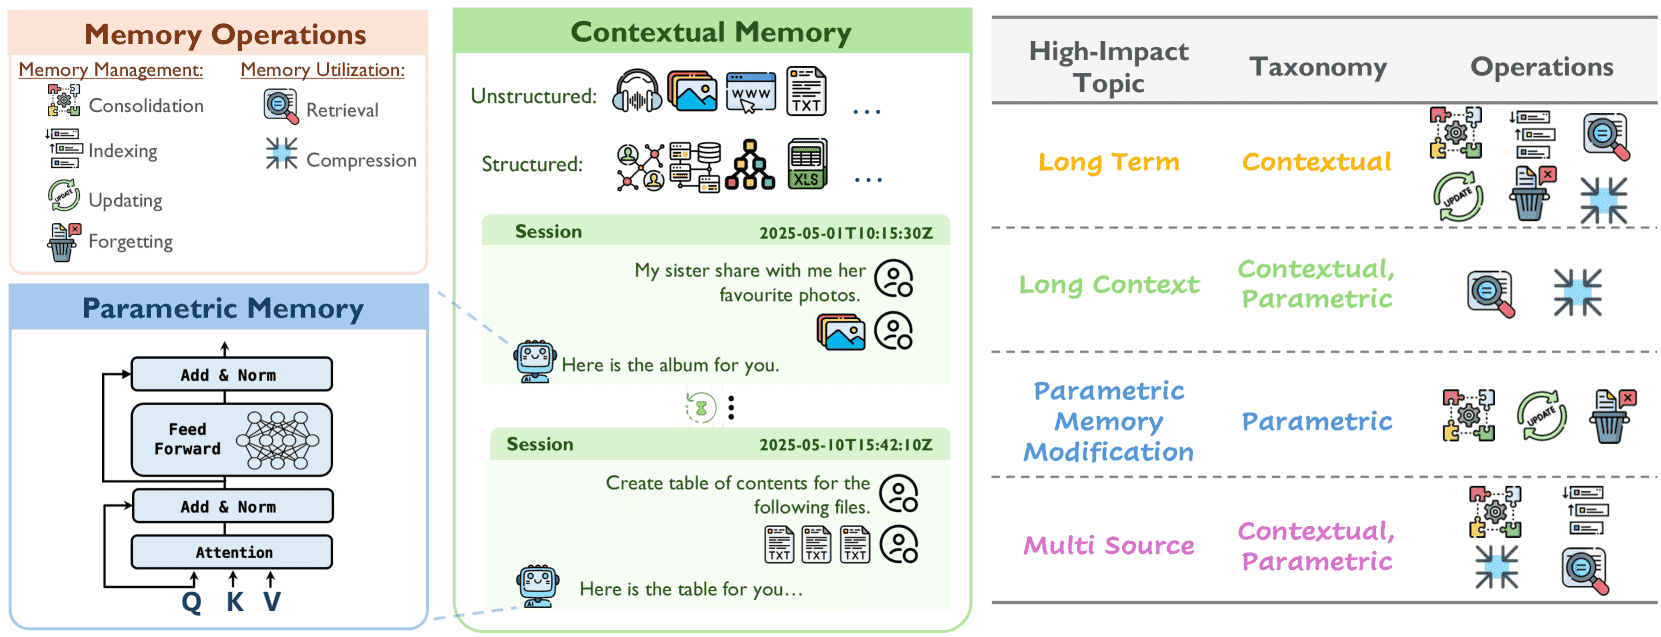 Memory Operations
Memory Management:
Consolidation
Indexing
UPDATE
Updating
Forgetting
Memory Utilization:
Retrieval
Compression
Parametric Memory
Add & Norm
Feed
Forward
Add & Norm
Attention
Q K V
Contextual Memory
Unstructured:
WWW
TXT
...
Structured:
XLS
...
Session 2025-05-01T10:15:30Z
My sister share with me her
favourite photos.
AI
Here is the album for you.
Session 2025-05-10T15:42:10Z
Create table of contents for the
following files.
TXT TXT TXT
AI
Here is the table for you...
High-Impact
Topic
Taxonomy
Operations
Long Term
Contextual
UPDATE
Long Context
Contextual,
Parametric
Parametric
Memory
Modification
Parametric
UPDATE
Multi Source
Contextual,
Parametric